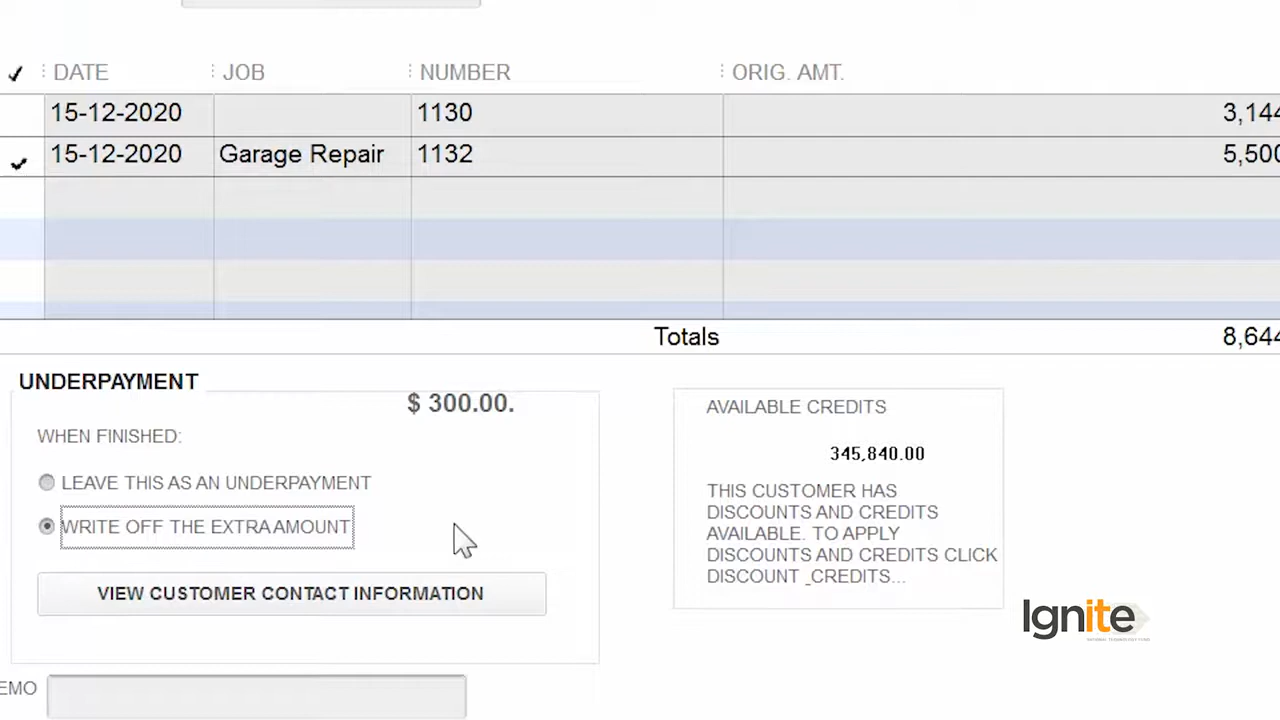 ✓ DATE JOB NUMBER ORIG. AMT.
15-12-2020 1130 3,144
15-12-2020 Garage Repair 1132 5,500
Totals 8,644
UNDERPAYMENT
$ 300.00.
WHEN FINISHED:
LEAVE THIS AS AN UNDERPAYMENT
WRITE OFF THE EXTRA AMOUNT
VIEW CUSTOMER CONTACT INFORMATION
AVAILABLE CREDITS
345,840.00
THIS CUSTOMER HAS
DISCOUNTS AND CREDITS
AVAILABLE. TO APPLY
DISCOUNTS AND CREDITS CLICK
DISCOUNT _CREDITS...
Ignite
EMO